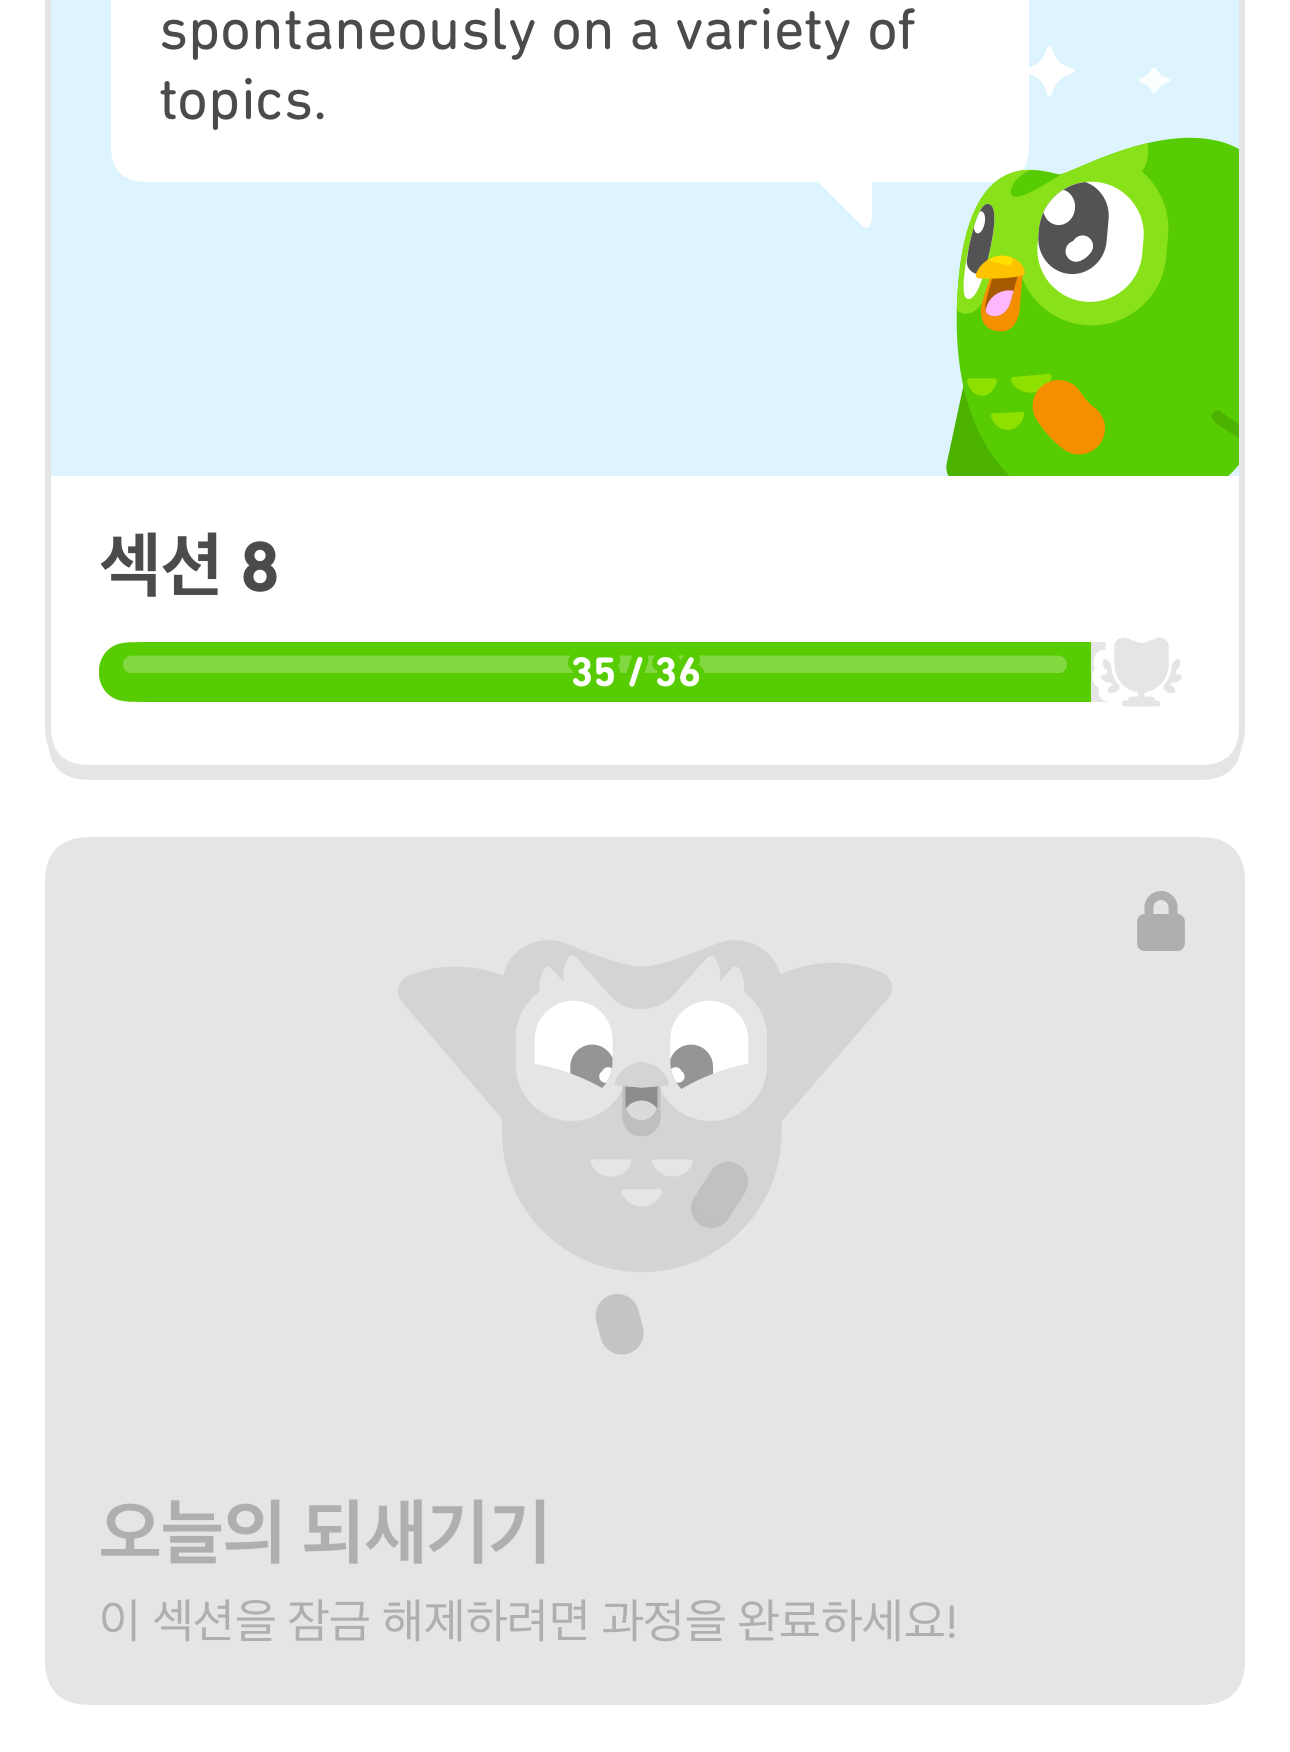 spontaneously on a variety of
topics.
섹션 8
35 / 36
오늘의 되새기기
이 섹션을 잠금 해제하려면 과정을 완료하세요!